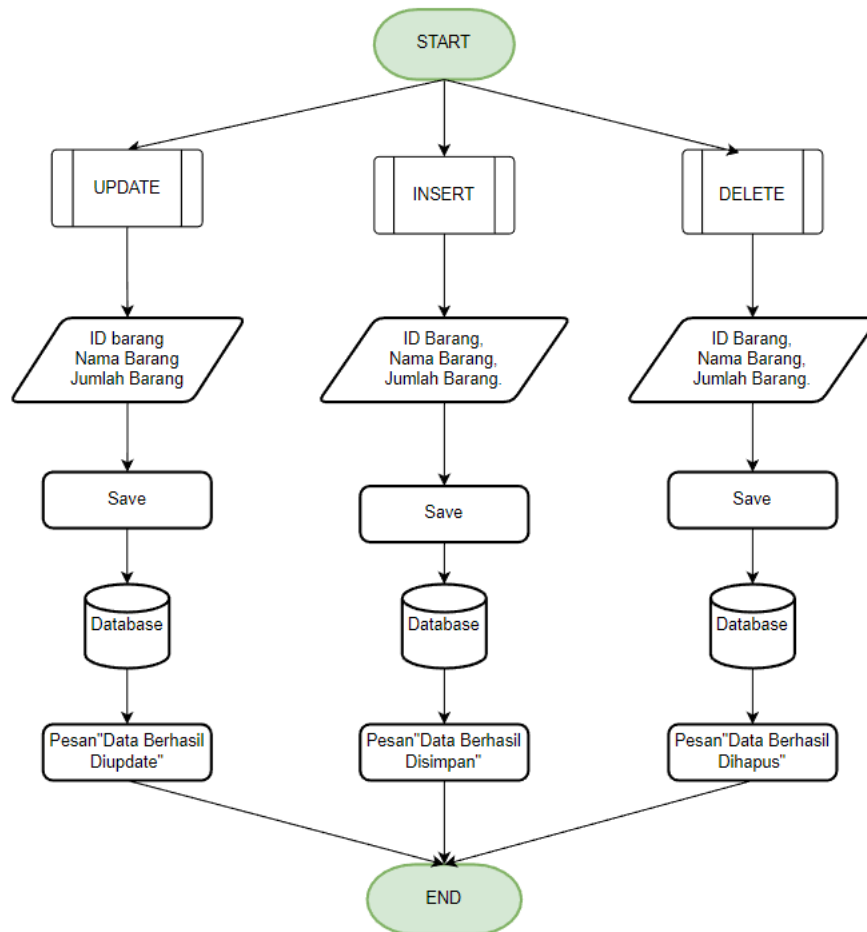 START
UPDATE
INSERT
DELETE
ID barang
Nama Barang
Jumlah Barang
ID Barang,
Nama Barang,
Jumlah Barang.
ID Barang,
Nama Barang,
Jumlah Barang.
Save
Save
Save
Database
Database
Database
Pesan"Data Berhasil
Diupdate"
Pesan"Data Berhasil
Disimpan"
Pesan"Data Berhasil
Dihapus"
END